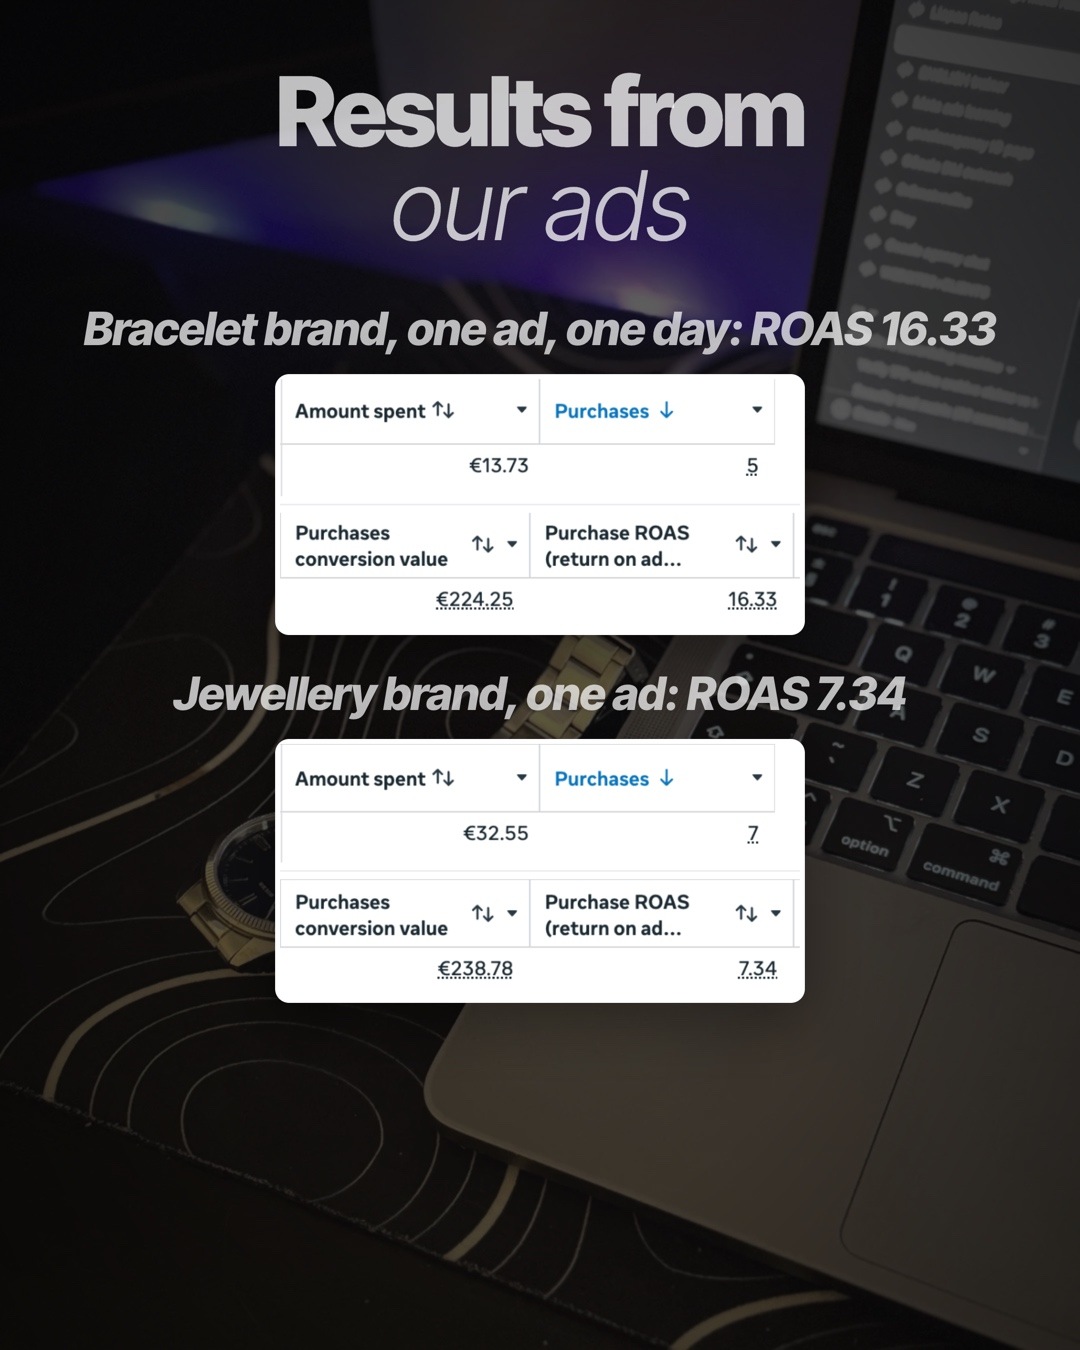 Results from
our ads
Bracelet brand, one ad, one day: ROAS 16.33
Amount spent
Purchases
€13.73
5
Purchases
conversion value
Purchase ROAS
(return on ad...
€224.25
16.33
Jewellery brand, one ad: ROAS 7.34
Amount spent
Purchases
€32.55
7
Purchases
conversion value
Purchase ROAS
(return on ad...
€238.78
7.34
!
1
2
#
3
Q
W
E
A
S
D
~
Z
X
option
command